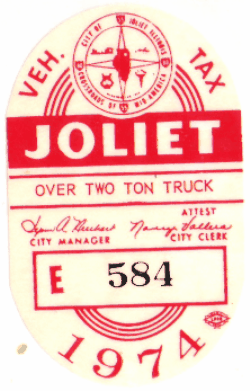 CITY OF JOLIET ILLINOIS
CROSSROADS OF MID AMERICA
VEH. TAX
JOLIET
OVER TWO TON TRUCK
ATTEST
CITY MANAGER CITY CLERK
E 584
1974